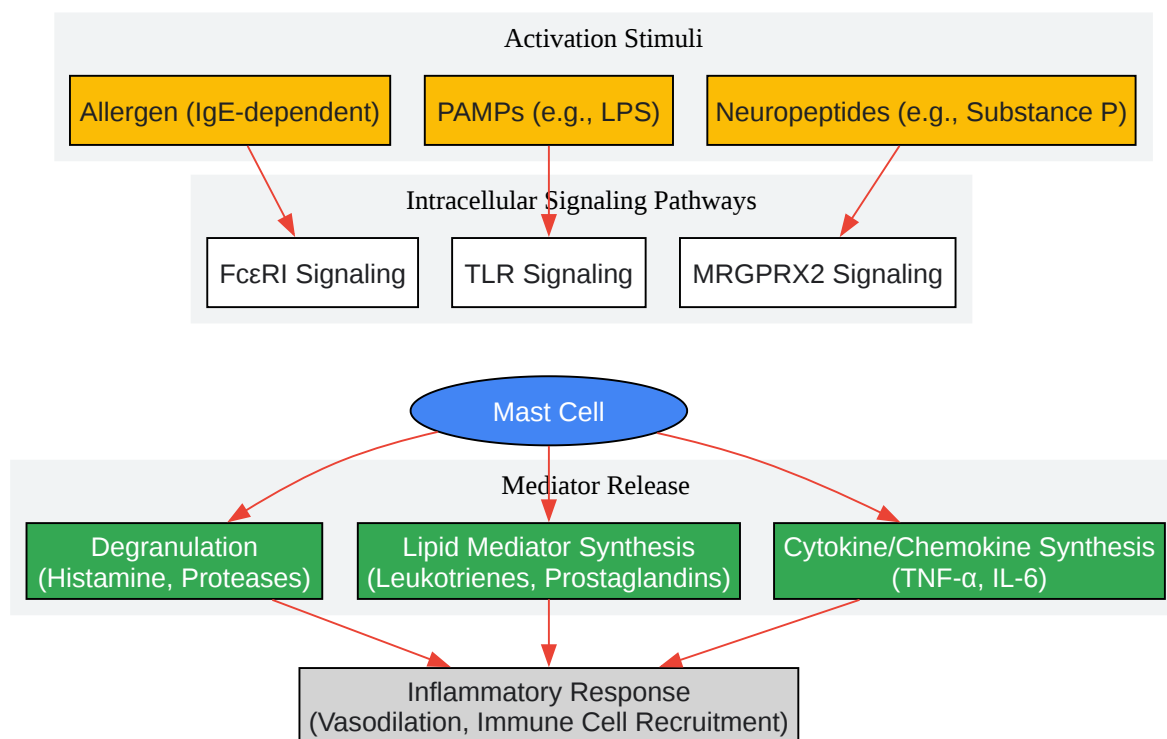 Activation Stimuli
Allergen (IgE-dependent)
PAMPs (e.g., LPS)
Neuropeptides (e.g., Substance P)
Intracellular Signaling Pathways
FcεRI Signaling
TLR Signaling
MRGPRX2 Signaling
Mast Cell
Mediator Release
Degranulation
(Histamine, Proteases)
Lipid Mediator Synthesis
(Leukotrienes, Prostaglandins)
Cytokine/Chemokine Synthesis
(TNF-α, IL-6)
Inflammatory Response
(Vasodilation, Immune Cell Recruitment)